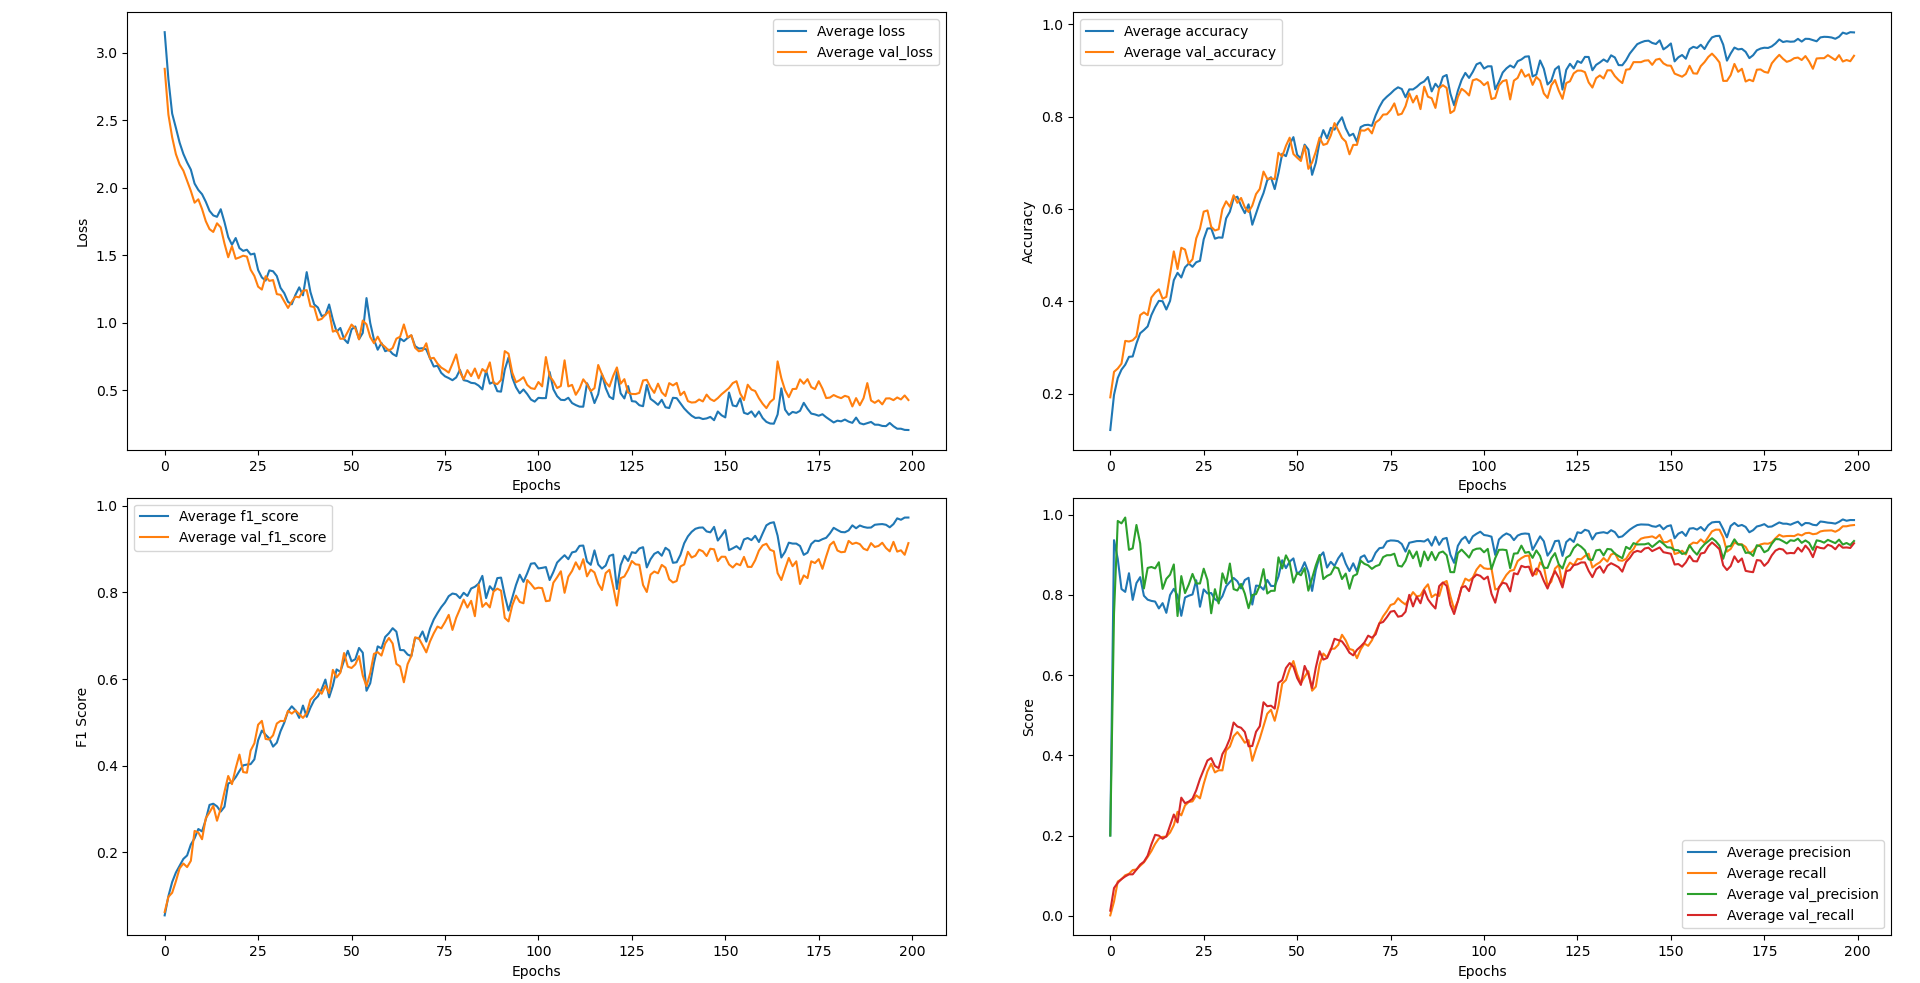 Average loss
Average val_loss
3.0
2.5
2.0
1.5
1.0
0.5
Loss
0 25 50 75 100 125 150 175 200
Epochs
Average accuracy
Average val_accuracy
1.0
0.8
0.6
0.4
0.2
Accuracy
0 25 50 75 100 125 150 175 200
Epochs
Average f1_score
Average val_f1_score
1.0
0.8
0.6
0.4
0.2
F1 Score
0 25 50 75 100 125 150 175 200
Epochs
1.0
0.8
0.6
0.4
0.2
0.0
Score
Average precision
Average recall
Average val_precision
Average val_recall
0 25 50 75 100 125 150 175 200
Epochs